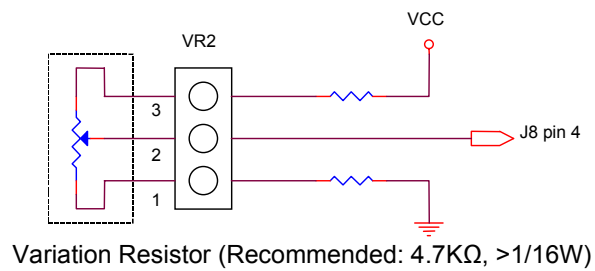 VCC
VR2
3
2
1
J8 pin 4
Variation Resistor (Recommended: 4.7KΩ, >1/16W)